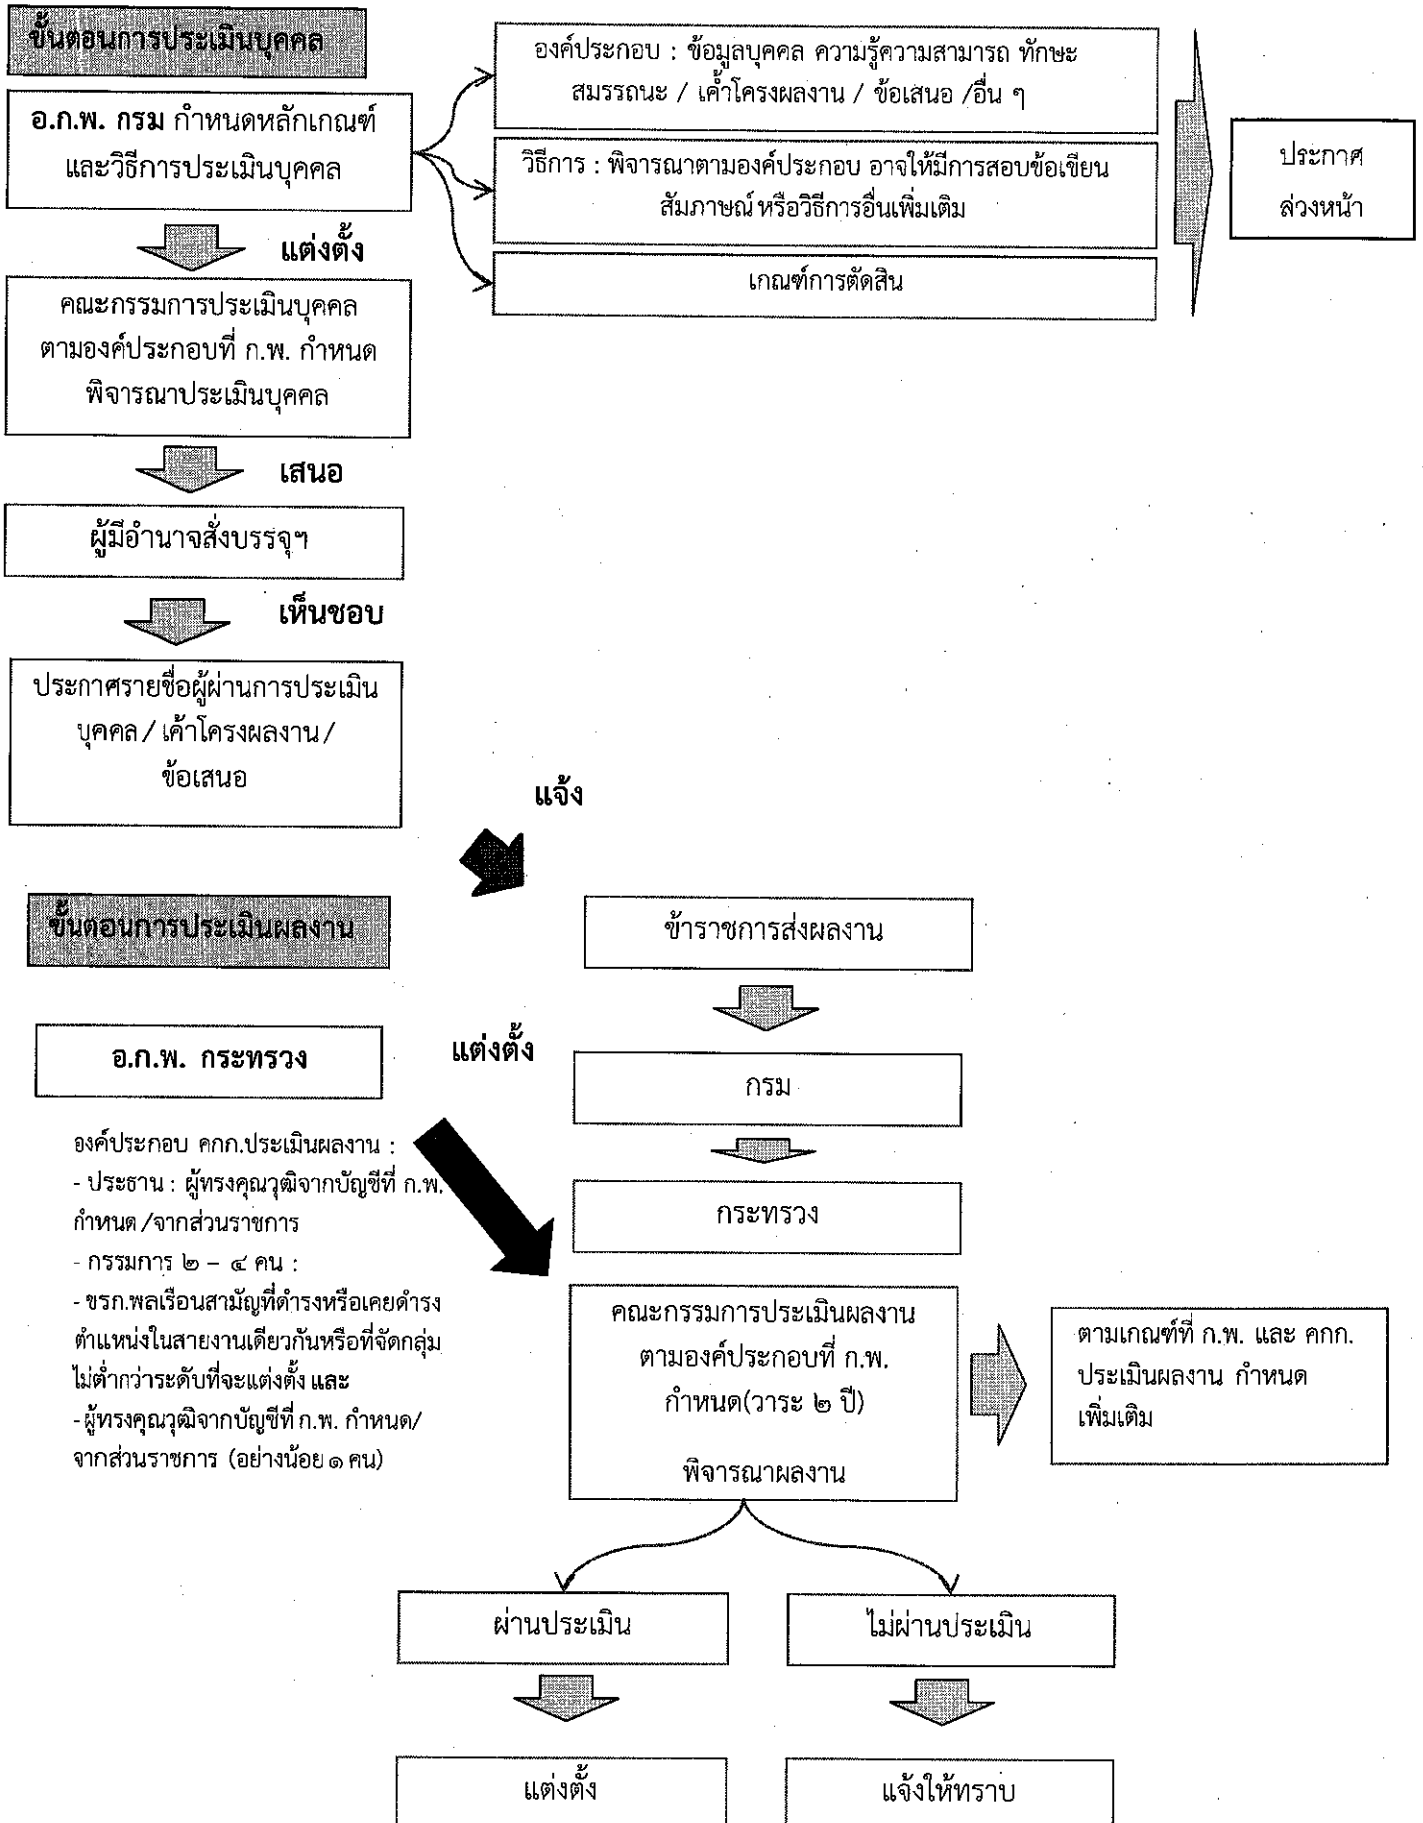 ขั้นตอนการประเมินบุคคล
อ.ก.พ. กรม กำหนดหลักเกณฑ์
และวิธีการประเมินบุคคล
องค์ประกอบ : ข้อมูลบุคคล ความรู้ความสามารถ ทักษะ
สมรรถนะ / เค้าโครงผลงาน / ข้อเสนอ /อื่น ๆ
วิธีการ : พิจารณาตามองค์ประกอบ อาจให้มีการสอบข้อเขียน
สัมภาษณ์ หรือวิธีการอื่นเพิ่มเติม
เกณฑ์การตัดสิน
ประกาศ
ล่วงหน้า
แต่งตั้ง
คณะกรรมการประเมินบุคคล
ตามองค์ประกอบที่ ก.พ. กำหนด
พิจารณาประเมินบุคคล
เสนอ
ผู้มีอำนาจสั่งบรรจุฯ
เห็นชอบ
ประกาศรายชื่อผู้ผ่านการประเมิน
บุคคล / เค้าโครงผลงาน /
ข้อเสนอ
แจ้ง
ขั้นตอนการประเมินผลงาน
ข้าราชการส่งผลงาน
อ.ก.พ. กระทรวง
แต่งตั้ง
กรม
กระทรวง
องค์ประกอบ คกก.ประเมินผลงาน :
- ประธาน : ผู้ทรงคุณวุฒิจากบัญชีที่ ก.พ.
กำหนด /จากส่วนราชการ
- กรรมการ ๒ – ๔ คน :
- ขรก.พลเรือนสามัญที่ดำรงหรือเคยดำรง
ตำแหน่งในสายงานเดียวกันหรือที่จัดกลุ่ม
ไม่ต่ำกว่าระดับที่จะแต่งตั้ง และ
- ผู้ทรงคุณวุฒิจากบัญชีที่ ก.พ. กำหนด/
จากส่วนราชการ (อย่างน้อย ๑ คน)
คณะกรรมการประเมินผลงาน
ตามองค์ประกอบที่ ก.พ.
กำหนด(วาระ ๒ ปี)
พิจารณาผลงาน
ตามเกณฑ์ที่ ก.พ. และ คกก.
ประเมินผลงาน กำหนด
เพิ่มเติม
ผ่านประเมิน
ไม่ผ่านประเมิน
แต่งตั้ง
แจ้งให้ทราบ